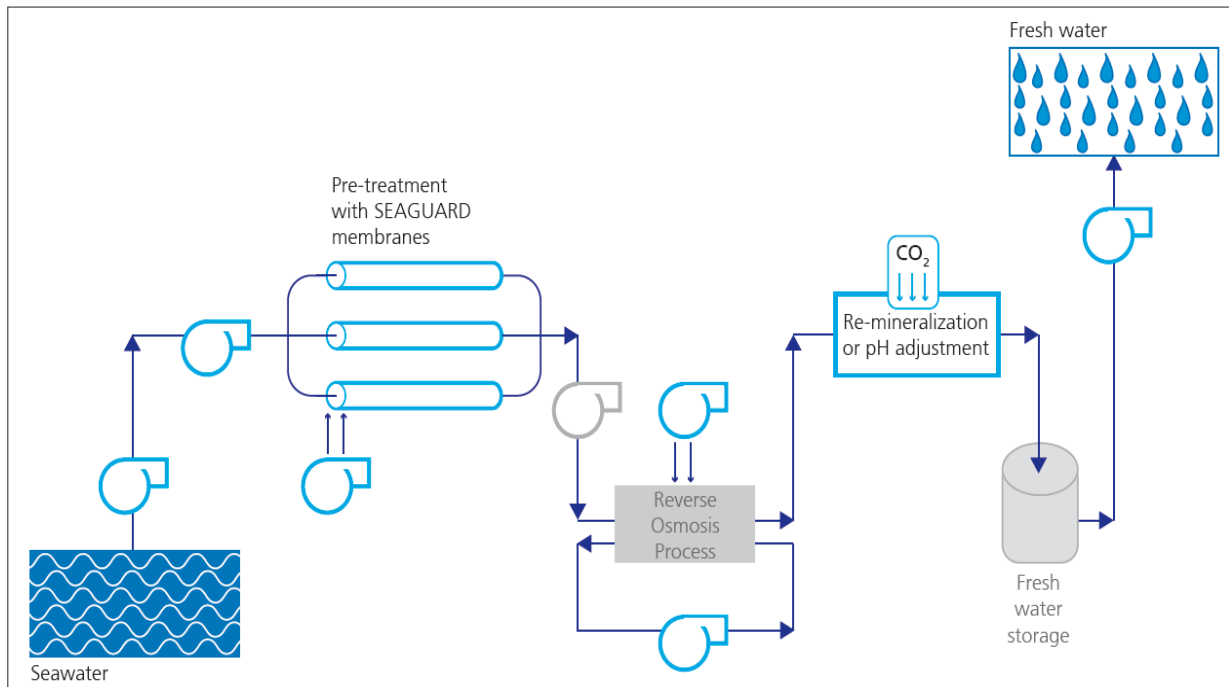 Fresh water
Pre-treatment
with SEAGUARD
membranes
CO₂
Re-mineralization
or pH adjustment
Reverse
Osmosis
Process
Fresh
water
storage
Seawater